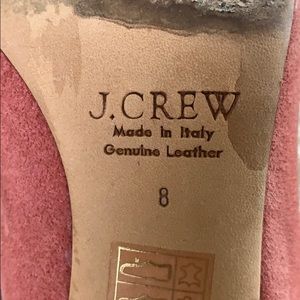 J.CREW
Made in Italy
Genuine Leather
8